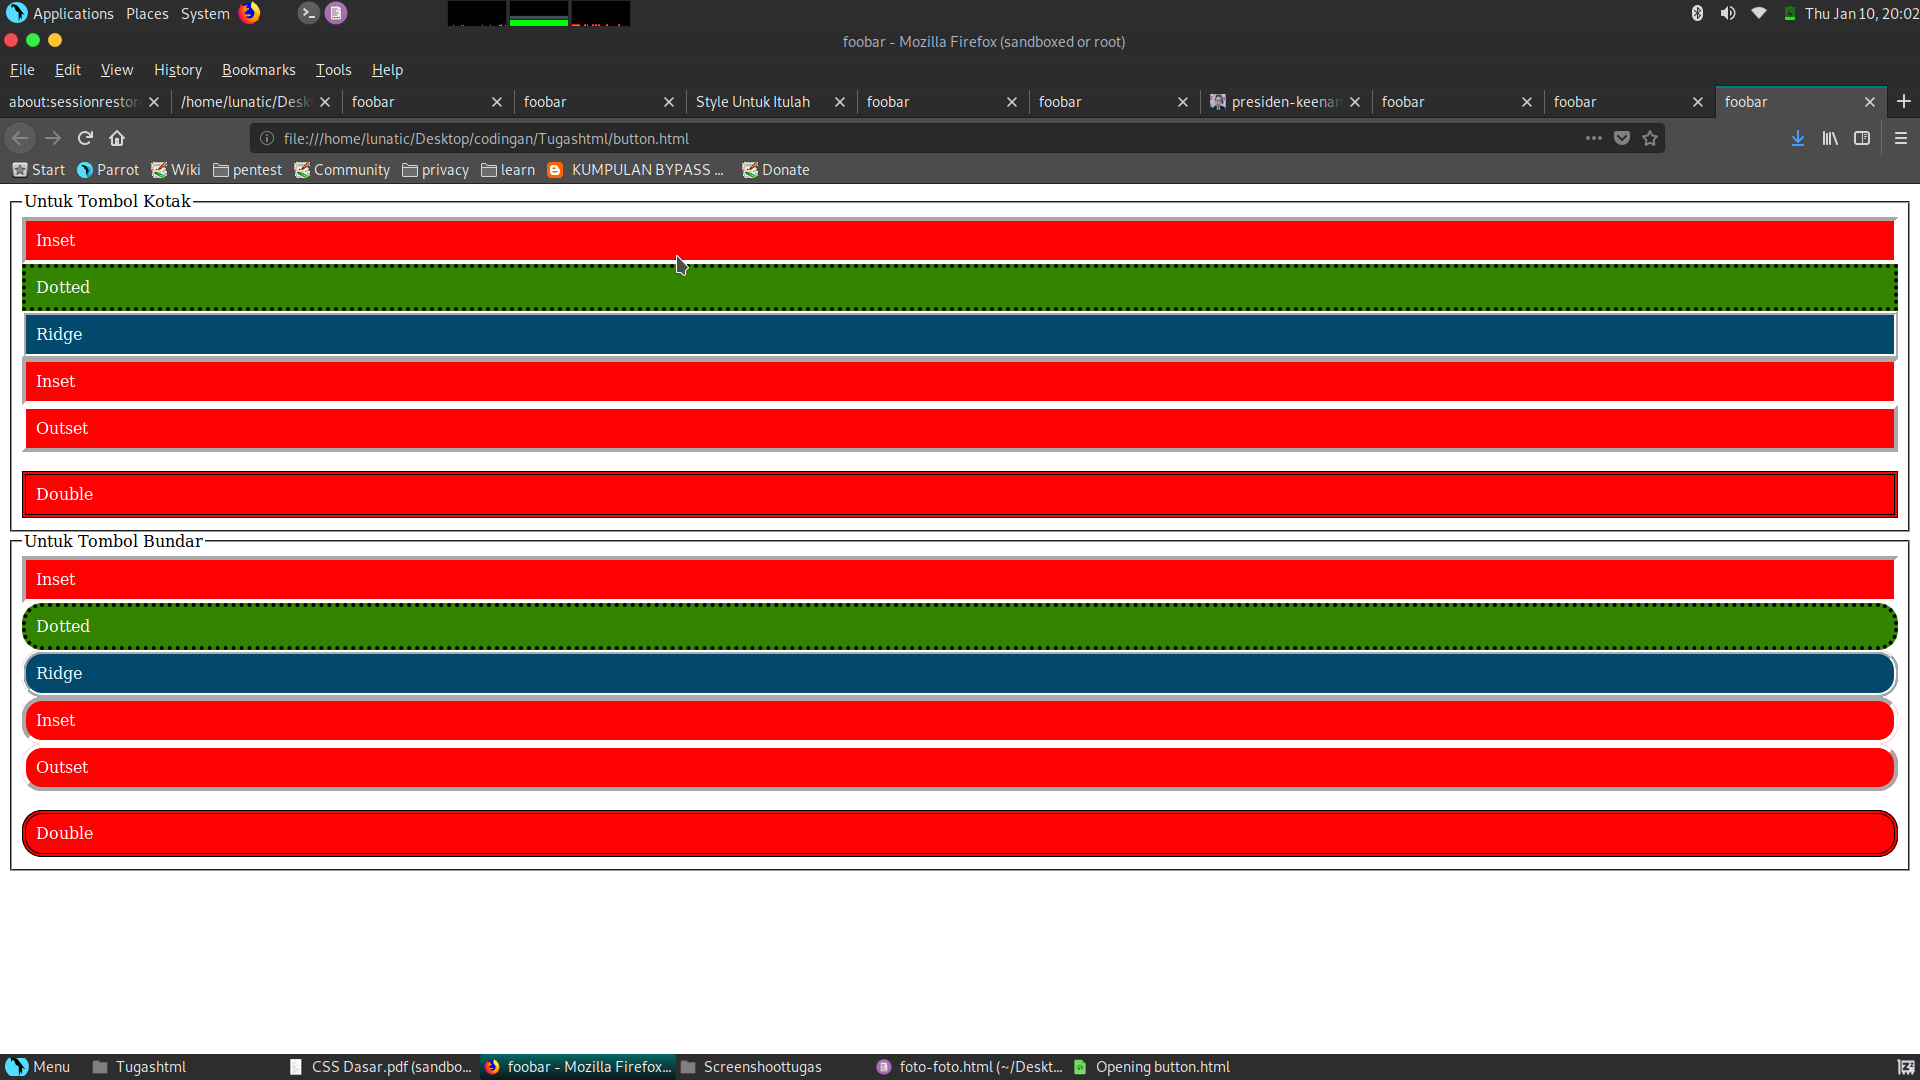 Applications Places System Thu Jan 10, 20:02
foobar - Mozilla Firefox (sandboxed or root)
File Edit View History Bookmarks Tools Help
about:sessionrestor /home/lunatic/Desk foobar foobar Style Untuk Itulah foobar foobar presiden-keenan foobar foobar foobar
file:///home/lunatic/Desktop/codingan/Tugashtml/button.html
Start Parrot Wiki pentest Community privacy learn KUMPULAN BYPASS ... Donate
Untuk Tombol Kotak
Inset
Dotted
Ridge
Inset
Outset
Double
Untuk Tombol Bundar
Inset
Dotted
Ridge
Inset
Outset
Double
Menu Tugashtml CSS Dasar.pdf (sandbo... foobar - Mozilla Firefox... Screenshoottugas foto-foto.html (~/Deskt... Opening button.html